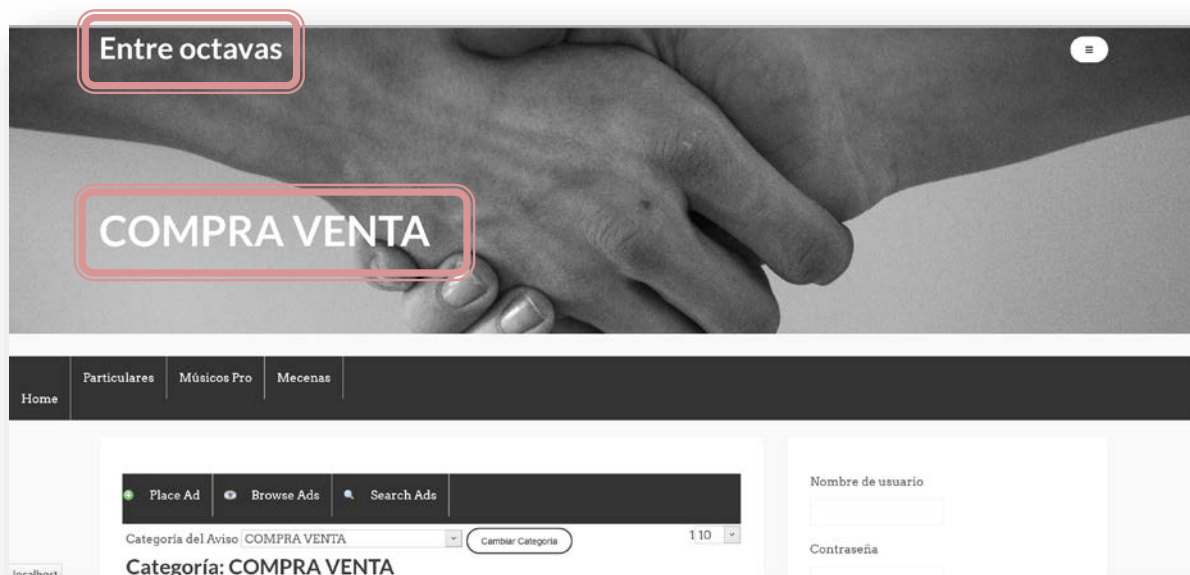 Entre octavas
COMPRA VENTA
Home
Particulares Músicos Pro Mecenas
Place Ad Browse Ads Search Ads
Categoría del Aviso COMPRA VENTA Cambiar Categoría 1 10
Categoría: COMPRA VENTA
Nombre de usuario
Contraseña
localhost